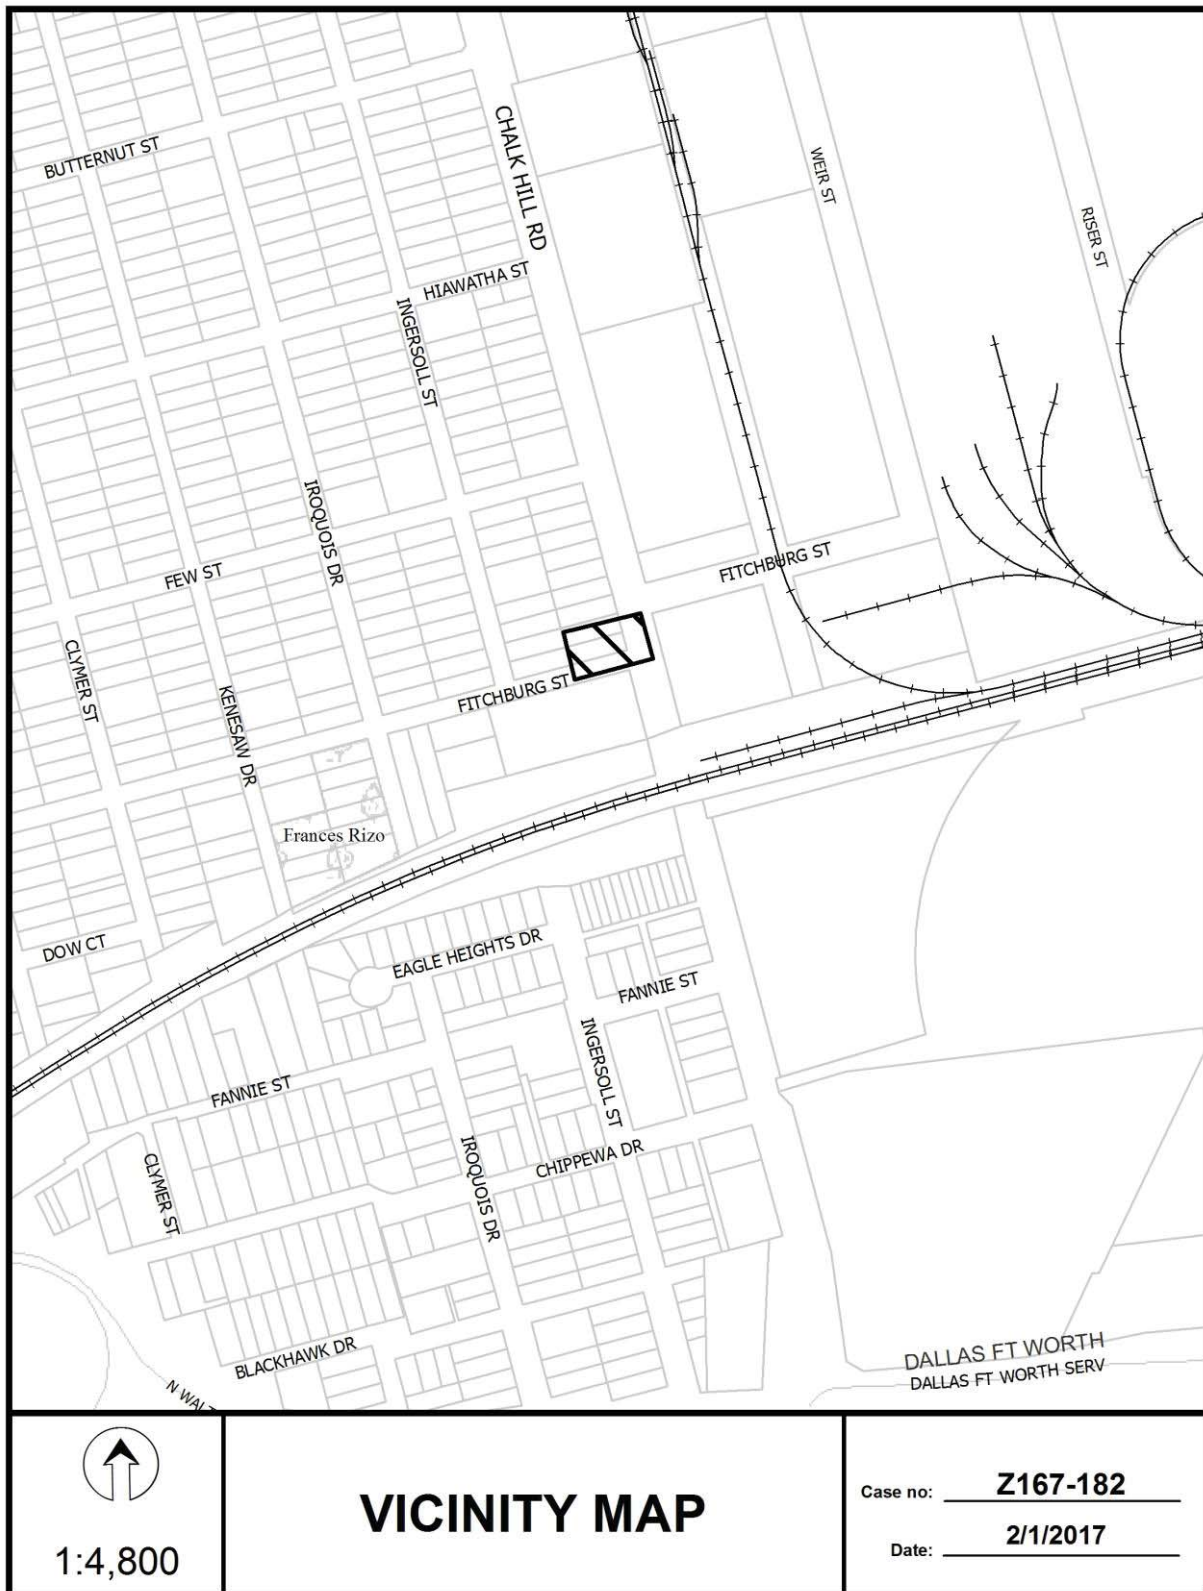 BUTTERNUT ST
CHALK HILL RD
WEIR ST
RISER ST
HIAWATHA ST
INGERSOLL ST
IROQUOIS DR
FEW ST
FITCHBURG ST
CLYMER ST
KENESAW DR
FITCHBURG ST
Frances Rizo
DOW CT
EAGLE HEIGHTS DR
FANNIE ST
INGERSOLL ST
FANNIE ST
CLYMER ST
IROQUOIS DR
CHIPPEWA DR
BLACKHAWK DR
N WALT
DALLAS FT WORTH
DALLAS FT WORTH SERV
1:4,800
VICINITY MAP
Case no: Z167-182
Date: 2/1/2017